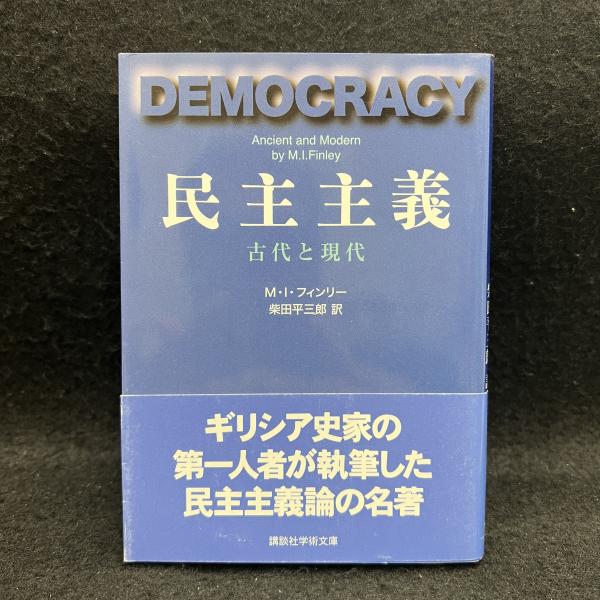 DEMOCRACY
Ancient and Modern
by M.I.Finley
民主主義
古代と現代
M・I・フィンリー
柴田平三郎 訳
ギリシア史家の
第一人者が執筆した
民主主義論の名著
講談社学術文庫